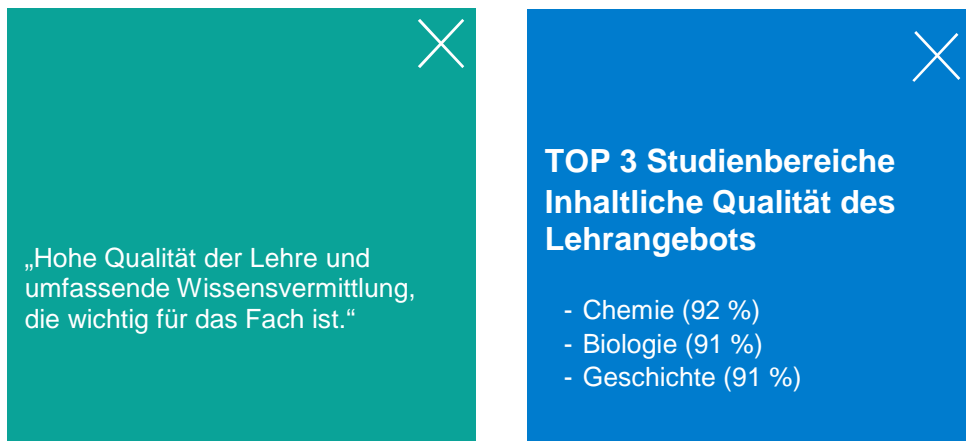 „Hohe Qualität der Lehre und
umfassende Wissensvermittlung,
die wichtig für das Fach ist.“
TOP 3 Studienbereiche
Inhaltliche Qualität des
Lehrangebots
- Chemie (92 %)
- Biologie (91 %)
- Geschichte (91 %)